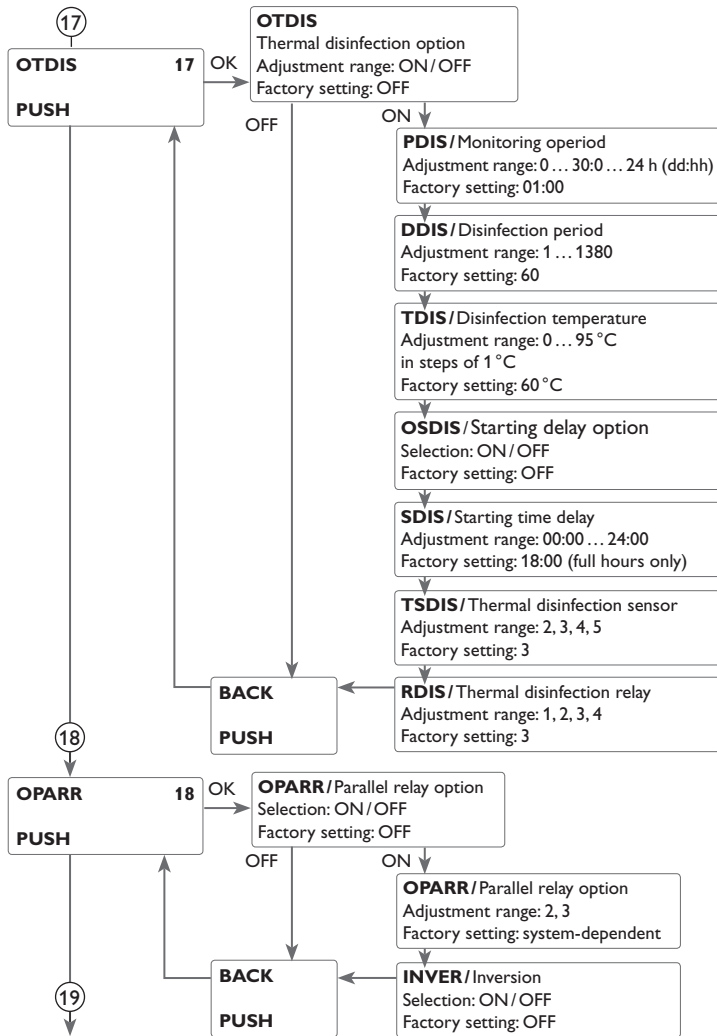 17
OTDIS 17
PUSH
OK
OTDIS
Thermal disinfection option
Adjustment range: ON / OFF
Factory setting: OFF
OFF
ON
PDIS / Monitoring operiod
Adjustment range: 0 … 30:0 … 24 h (dd:hh)
Factory setting: 01:00
DDIS / Disinfection period
Adjustment range: 1 … 1380
Factory setting: 60
TDIS / Disinfection temperature
Adjustment range: 0 … 95 °C
in steps of 1 °C
Factory setting: 60 °C
OSDIS / Starting delay option
Selection: ON / OFF
Factory setting: OFF
SDIS / Starting time delay
Adjustment range: 00:00 … 24:00
Factory setting: 18:00 (full hours only)
TSDIS / Thermal disinfection sensor
Adjustment range: 2, 3, 4, 5
Factory setting: 3
RDIS / Thermal disinfection relay
Adjustment range: 1, 2, 3, 4
Factory setting: 3
BACK
PUSH
18
OPARR 18
PUSH
OK
OPARR / Parallel relay option
Selection: ON / OFF
Factory setting: OFF
OFF
ON
OPARR / Parallel relay option
Adjustment range: 2, 3
Factory setting: system-dependent
INVER / Inversion
Selection: ON / OFF
Factory setting: OFF
BACK
PUSH
19